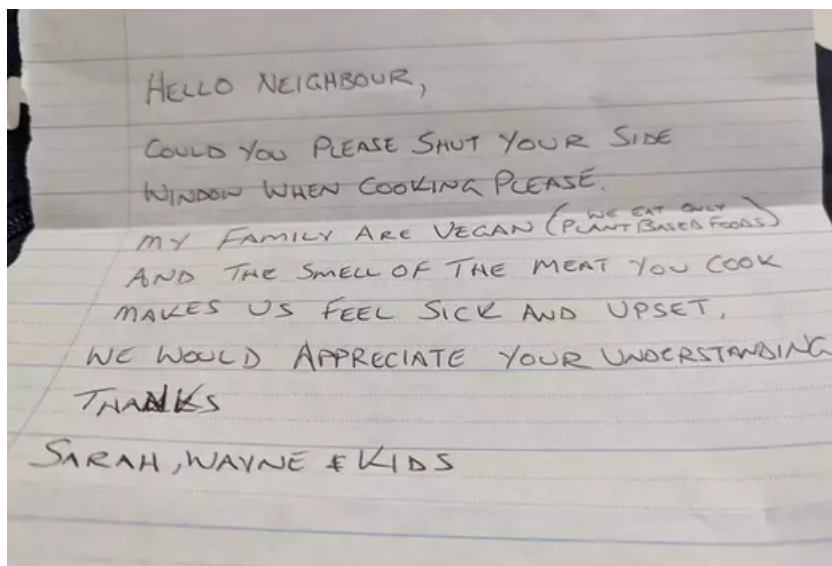 HELLO NEIGHBOUR,
COULD YOU PLEASE SHUT YOUR SIDE
WINDOW WHEN COOKING PLEASE.
MY FAMILY ARE VEGAN (WE EAT ONLY
PLANT BASED FOODS)
AND THE SMELL OF THE MEAT YOU COOK
MAKES US FEEL SICK AND UPSET.
WE WOULD APPRECIATE YOUR UNDERSTANDING
THANKS
SARAH, WAYNE & KIDS